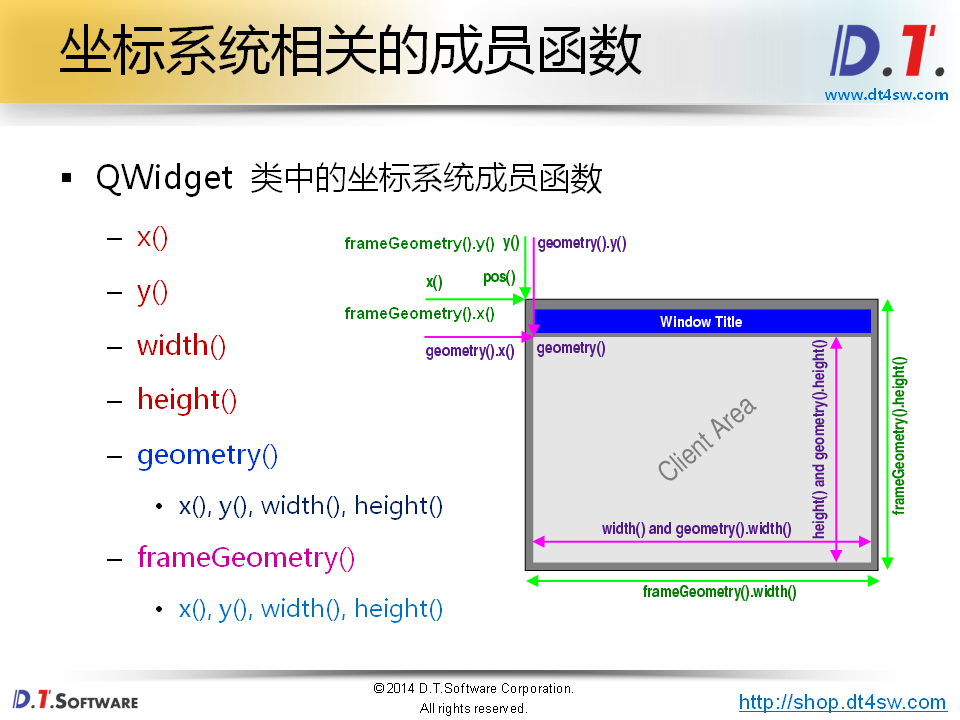 坐标系统相关的成员函数
D.T.
www.dt4sw.com
▪ QWidget 类中的坐标系统成员函数
– x()
– y()
– width()
– height()
– geometry()
• x(), y(), width(), height()
– frameGeometry()
• x(), y(), width(), height()
frameGeometry().y() y() geometry().y()
x() pos()
frameGeometry().x()
Window Title
geometry().x() geometry()
Client Area
height() and geometry().height()
frameGeometry().height()
width() and geometry().width()
frameGeometry().width()
D.T.SOFTWARE
©2014 D.T.Software Corporation.
All rights reserved.
http://shop.dt4sw.com